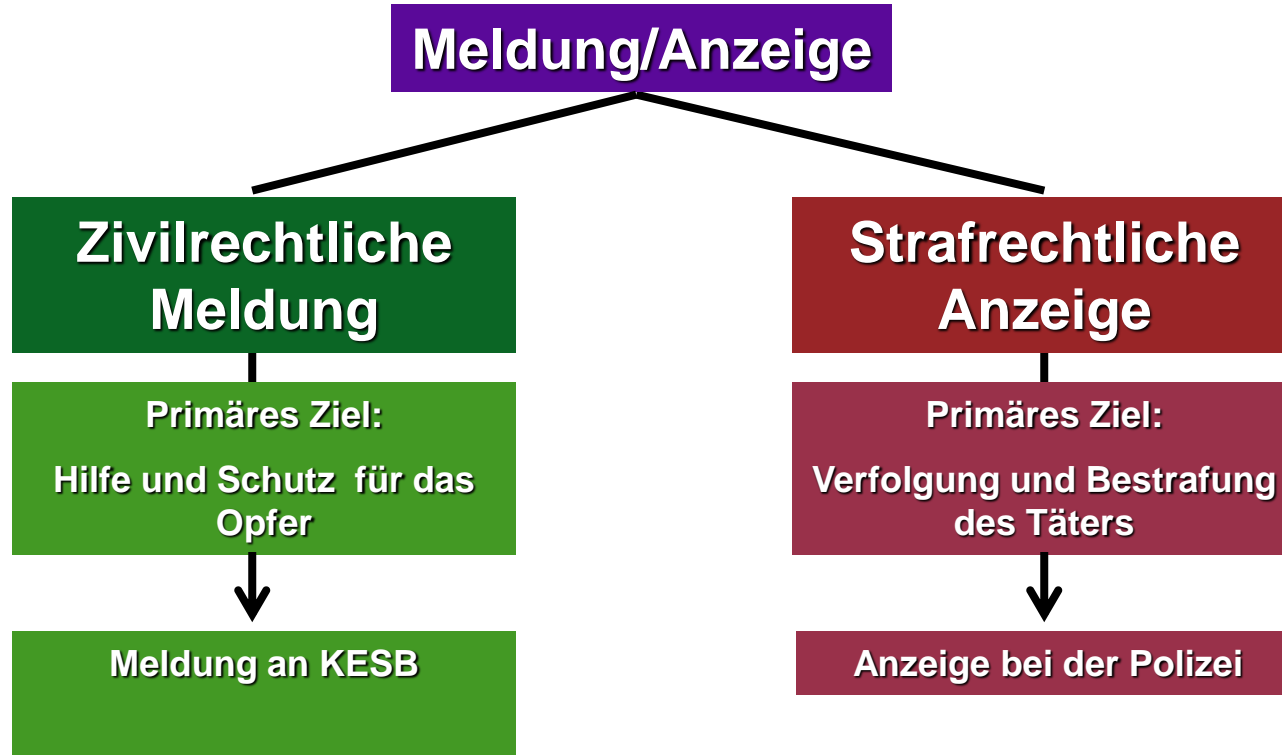 Meldung/Anzeige
Zivilrechtliche
Meldung
Primäres Ziel:
Hilfe und Schutz für das
Opfer
Meldung an KESB
Strafrechtliche
Anzeige
Primäres Ziel:
Verfolgung und Bestrafung
des Täters
Anzeige bei der Polizei